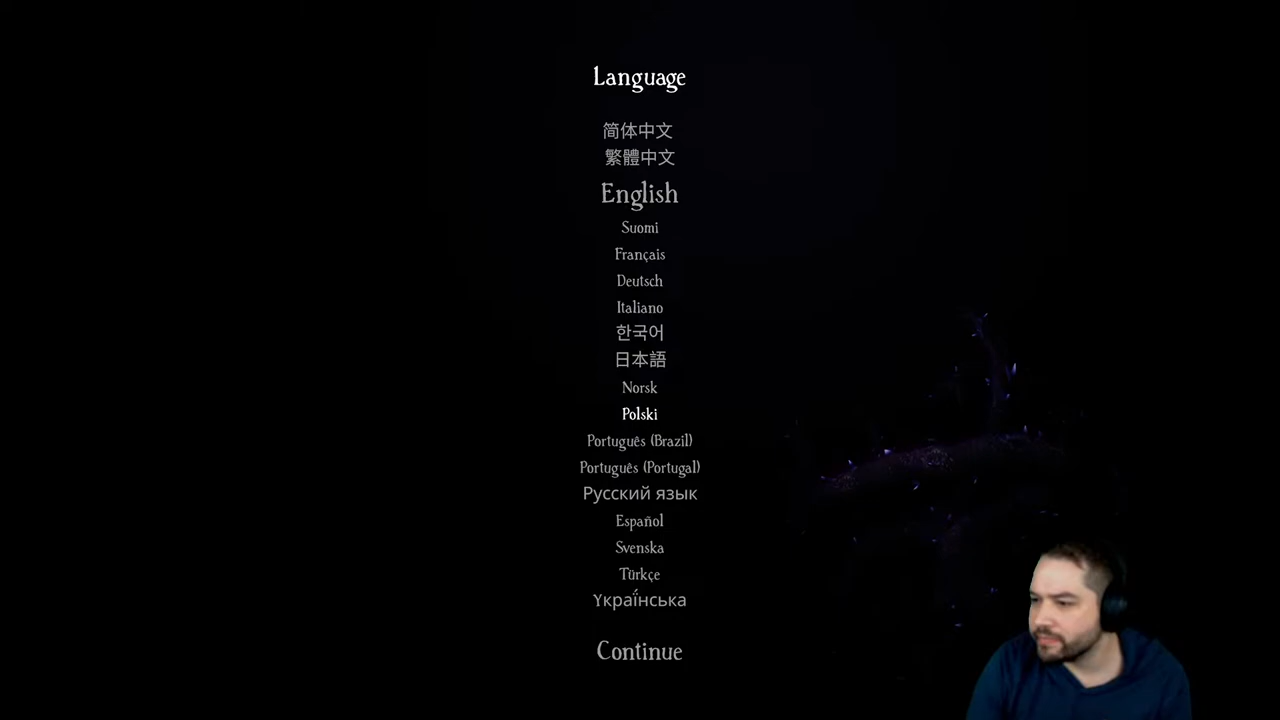 Language
简体中文
繁體中文
English
Suomi
Français
Deutsch
Italiano
한국어
日本語
Norsk
Polski
Português (Brazil)
Português (Portugal)
Русский язык
Español
Svenska
Türkçe
Українська
Continue